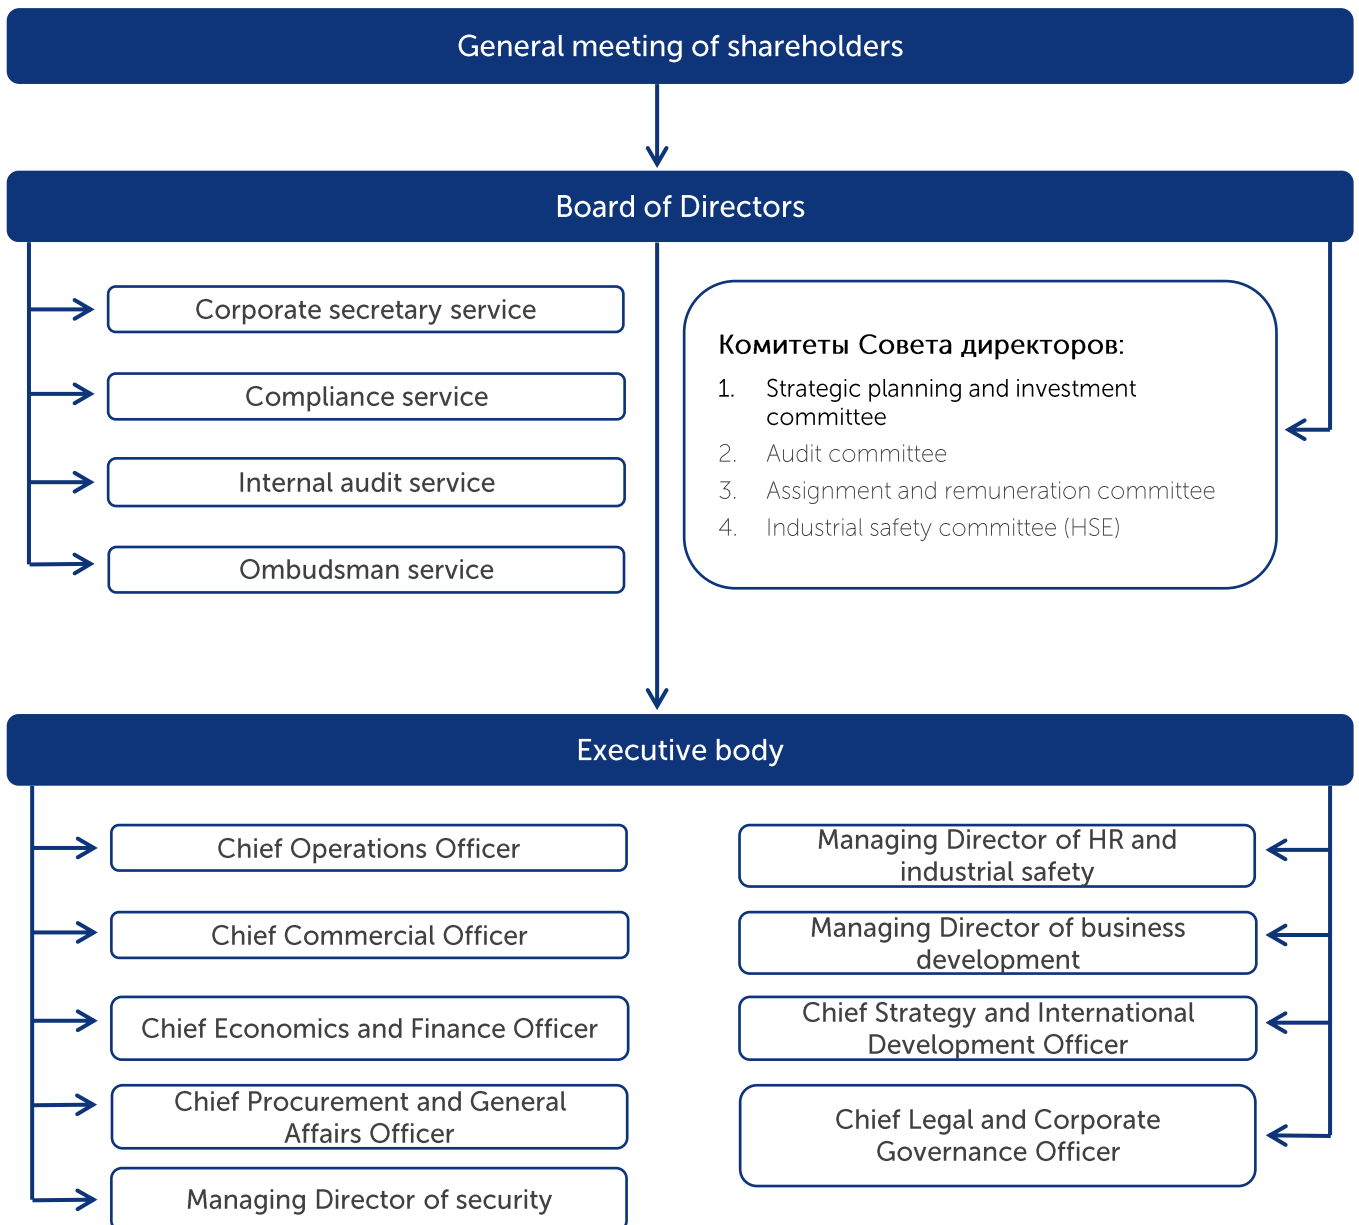 General meeting of shareholders
Board of Directors
Corporate secretary service
Compliance service
Internal audit service
Ombudsman service
Комитеты Совета директоров:
1. Strategic planning and investment
committee
2. Audit committee
3. Assignment and remuneration committee
4. Industrial safety committee (HSE)
Executive body
Chief Operations Officer
Chief Commercial Officer
Chief Economics and Finance Officer
Chief Procurement and General
Affairs Officer
Managing Director of security
Managing Director of HR and
industrial safety
Managing Director of business
development
Chief Strategy and International
Development Officer
Chief Legal and Corporate
Governance Officer